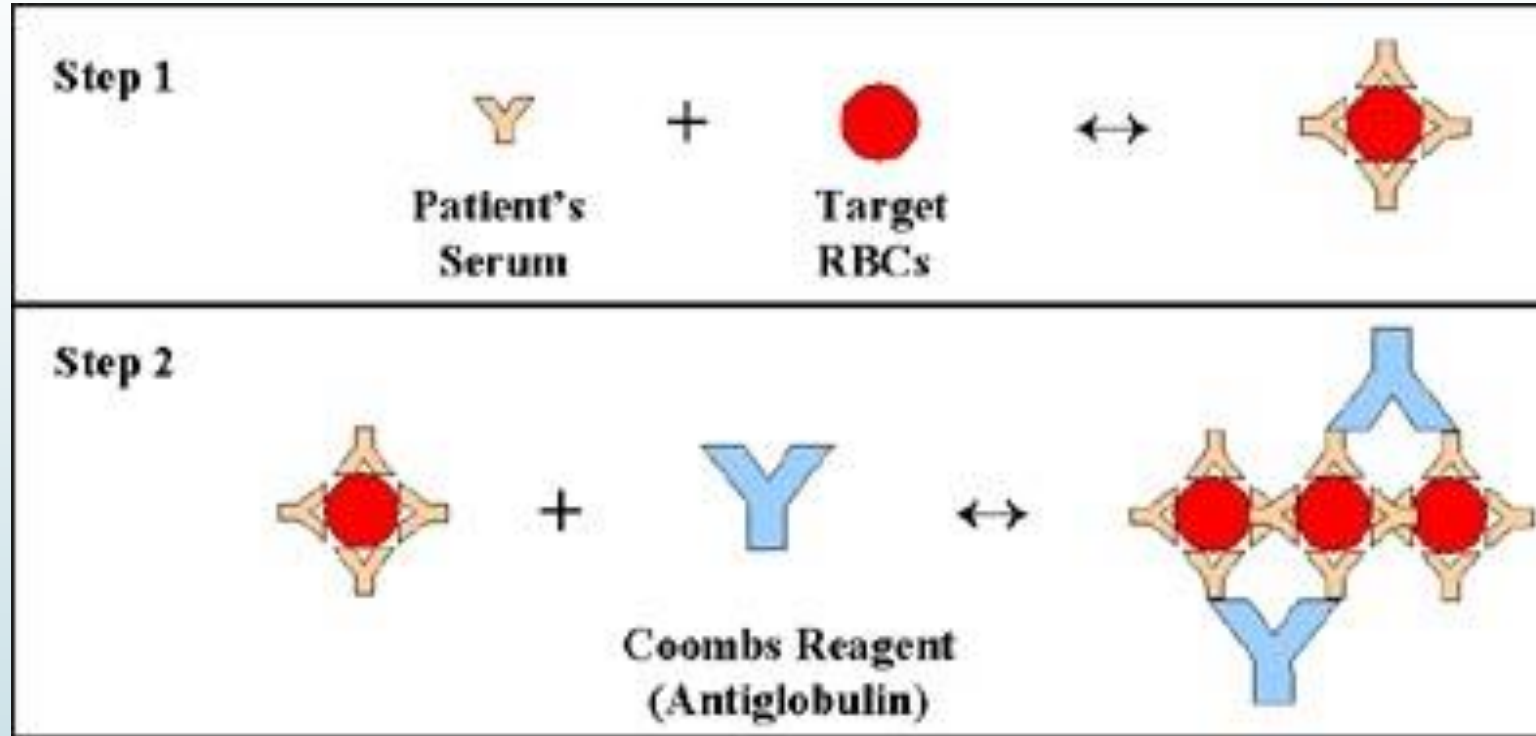 Step 1
+
↔
Patient's
Serum
Target
RBCs
Step 2
+
↔
Coombs Reagent
(Antiglobulin)